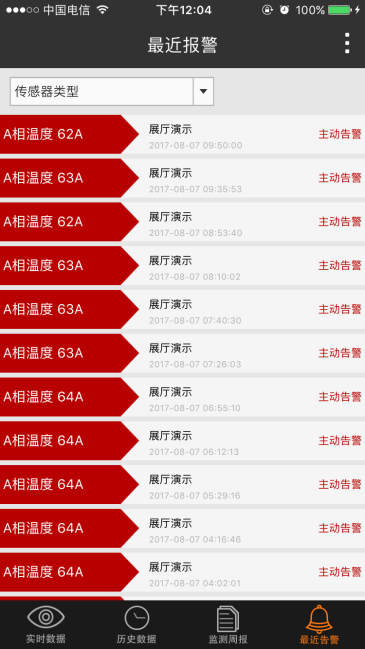 中国电信 下午12:04 100%
最近报警
传感器类型
A相温度 62A 展厅演示 主动告警
2017-08-07 09:50:00
A相温度 63A 展厅演示 主动告警
2017-08-07 09:35:53
A相温度 62A 展厅演示 主动告警
2017-08-07 08:53:40
A相温度 63A 展厅演示 主动告警
2017-08-07 08:10:02
A相温度 63A 展厅演示 主动告警
2017-08-07 07:40:30
A相温度 63A 展厅演示 主动告警
2017-08-07 07:26:03
A相温度 64A 展厅演示 主动告警
2017-08-07 06:55:10
A相温度 64A 展厅演示 主动告警
2017-08-07 06:12:13
A相温度 64A 展厅演示 主动告警
2017-08-07 05:29:16
A相温度 64A 展厅演示 主动告警
2017-08-07 04:16:46
A相温度 64A 展厅演示 主动告警
2017-08-07 04:02:01
实时数据 历史数据 监测周报 最近告警